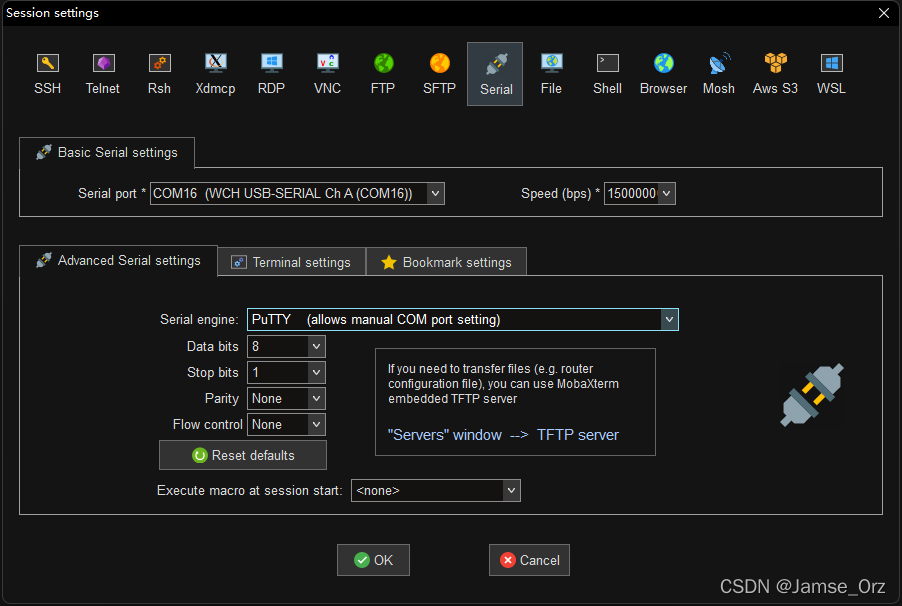 Session settings
SSH Telnet Rsh Xdmcp RDP VNC FTP SFTP Serial File Shell Browser Mosh Aws S3 WSL
Basic Serial settings
Serial port * COM16 (WCH USB-SERIAL Ch A (COM16)) Speed (bps) * 1500000
Advanced Serial settings Terminal settings Bookmark settings
Serial engine: PuTTY (allows manual COM port setting)
Data bits 8
Stop bits 1
Parity None
Flow control None
Reset defaults
If you need to transfer files (e.g. router
configuration file), you can use MobaXterm
embedded TFTP server
"Servers" window --> TFTP server
Execute macro at session start: <none>
OK Cancel
CSDN @Jamse_Orz